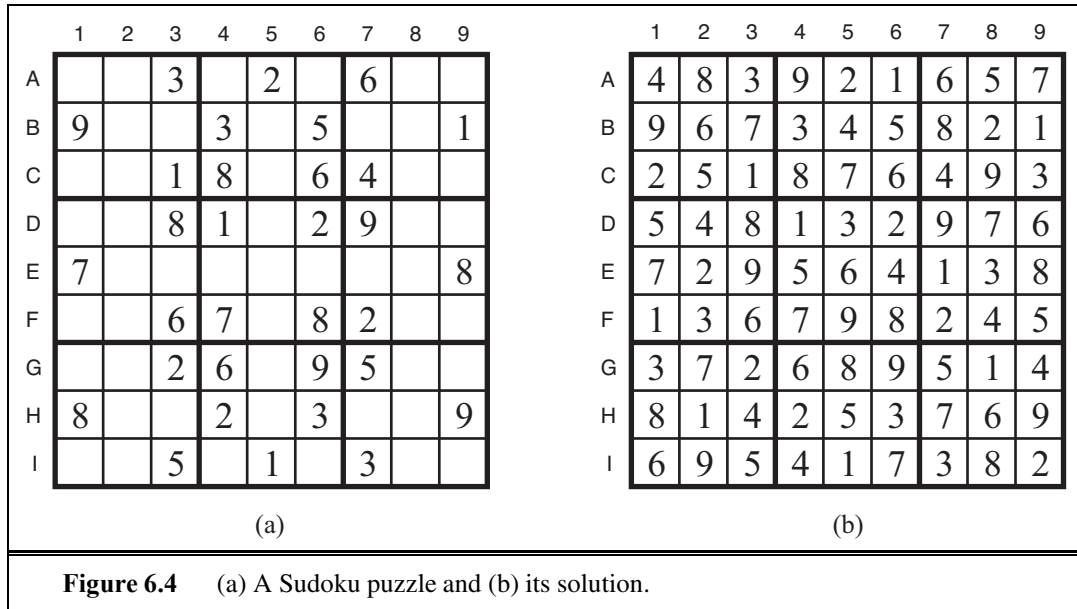 1 2 3 4 5 6 7 8 9
A 3 2 6
B 9 3 5 1
C 1 8 6 4
D 8 1 2 9
E 7 8
F 6 7 8 2
G 2 6 9 5
H 8 2 3 9
I 5 1 3
(a)
1 2 3 4 5 6 7 8 9
A 4 8 3 9 2 1 6 5 7
B 9 6 7 3 4 5 8 2 1
C 2 5 1 8 7 6 4 9 3
D 5 4 8 1 3 2 9 7 6
E 7 2 9 5 6 4 1 3 8
F 1 3 6 7 9 8 2 4 5
G 3 7 2 6 8 9 5 1 4
H 8 1 4 2 5 3 7 6 9
I 6 9 5 4 1 7 3 8 2
(b)
Figure 6.4 (a) A Sudoku puzzle and (b) its solution.